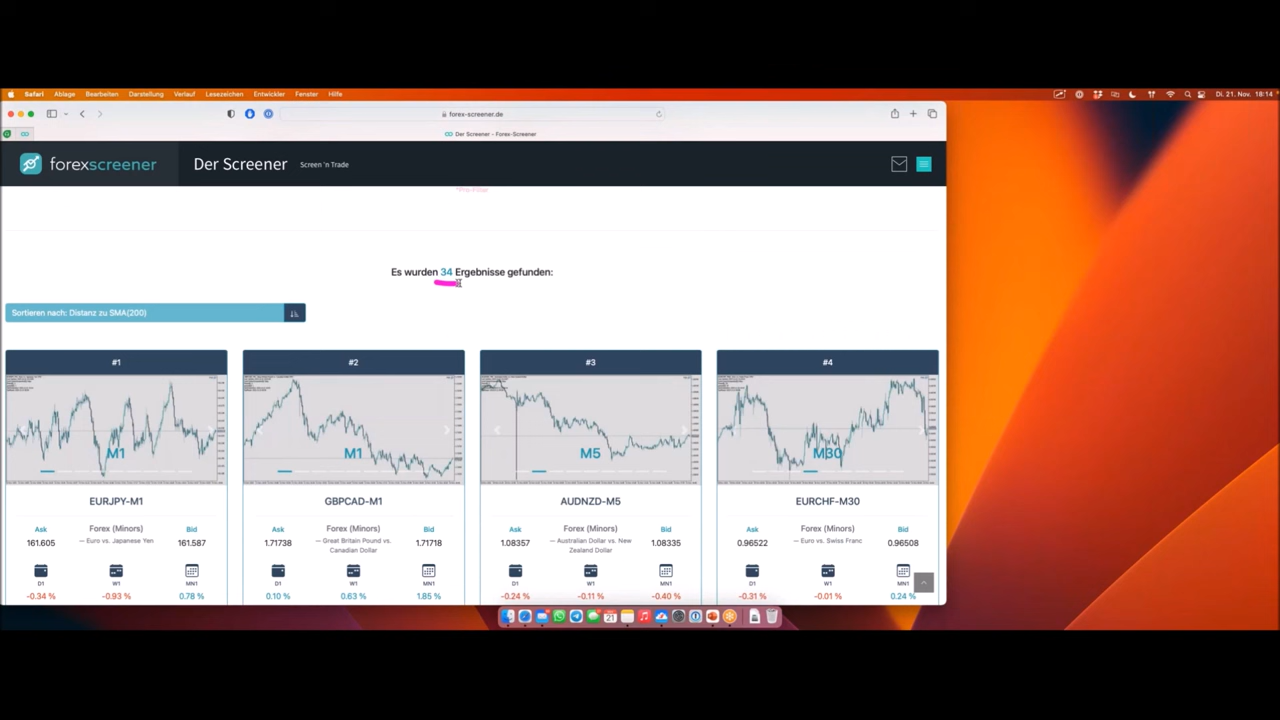 Safari Ablage Bearbeiten Darstellung Verlauf Lesezeichen Entwickler Fenster Hilfe
Di. 21. Nov. 18:14
forex-screener.de
Der Screener – Forex-Screener
forexscreener
Der Screener
Screen 'n Trade
*Pro-Filter
Es wurden 34 Ergebnisse gefunden:
Sortieren nach: Distanz zu SMA(200)
#1
M1
EURJPY-M1
Ask Forex (Minors) Bid
161.605 — Euro vs. Japanese Yen 161.587
D1 W1 MN1
-0.34 % -0.93 % 0.78 %
#2
M1
GBPCAD-M1
Ask Forex (Minors) Bid
1.71738 — Great Britain Pound vs. 1.71718
Canadian Dollar
D1 W1 MN1
0.10 % 0.63 % 1.85 %
#3
M5
AUDNZD-M5
Ask Forex (Minors) Bid
1.08357 — Australian Dollar vs. New 1.08335
Zealand Dollar
D1 W1 MN1
-0.24 % -0.11 % -0.40 %
#4
M30
EURCHF-M30
Ask Forex (Minors) Bid
0.96522 — Euro vs. Swiss Franc 0.96508
D1 W1 MN1
-0.31 % -0.01 % 0.24 %